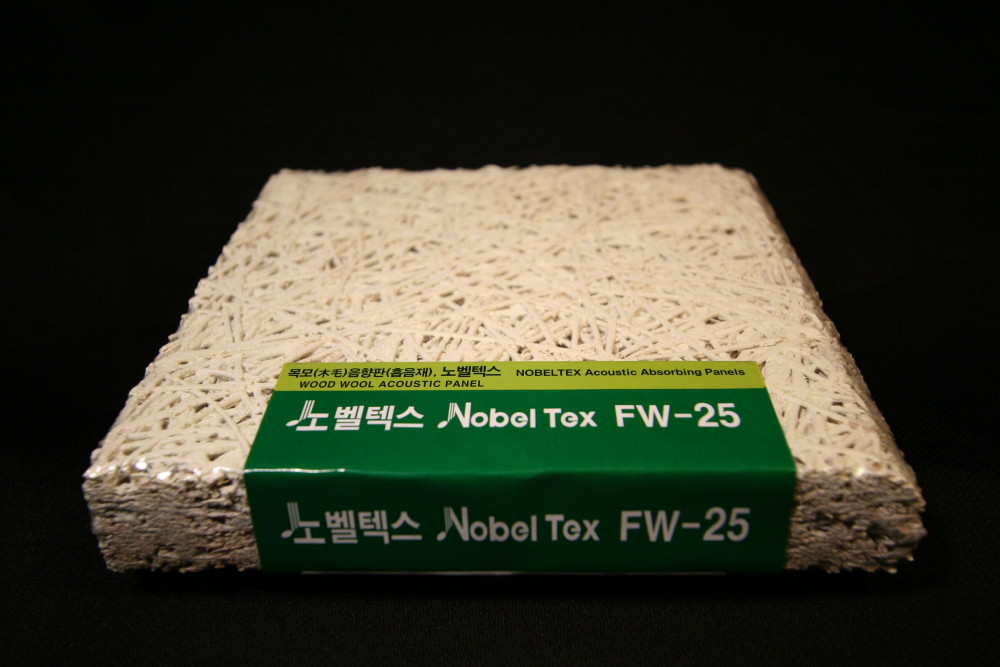 목모(木毛)음향판(흡음재), 노벨텍스 NOBELTEX Acoustic Absorbing Panels
WOOD WOOL ACOUSTIC PANEL
노벨텍스 Nobel Tex FW-25
노벨텍스 Nobel Tex FW-25